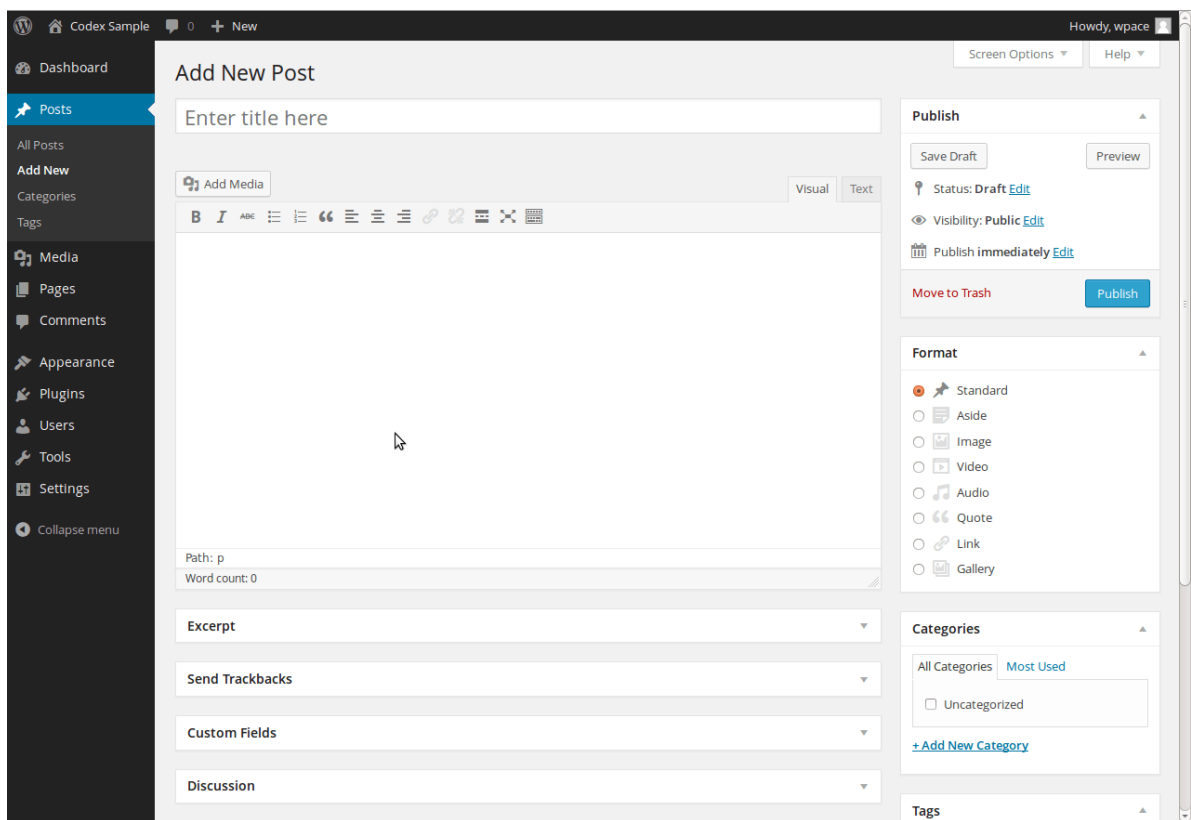 Codex Sample 0 + New Howdy, wpace
Screen Options Help
Dashboard
Posts
All Posts
Add New
Categories
Tags
Media
Pages
Comments
Appearance
Plugins
Users
Tools
Settings
Collapse menu
Add New Post
Enter title here
Add Media
Visual Text
B I ABC
Path: p
Word count: 0
Excerpt
Send Trackbacks
Custom Fields
Discussion
Publish
Save Draft Preview
Status: Draft Edit
Visibility: Public Edit
Publish immediately Edit
Move to Trash Publish
Format
Standard
Aside
Image
Video
Audio
Quote
Link
Gallery
Categories
All Categories Most Used
Uncategorized
+ Add New Category
Tags